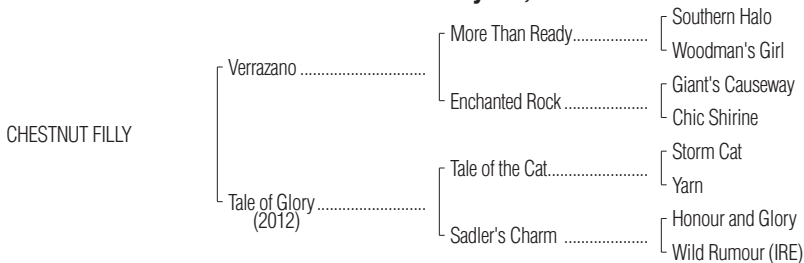 Southern Halo
More Than Ready.................
Woodman's Girl
Verrazano ............................
Giant's Causeway
Enchanted Rock ...................
Chic Shirine
CHESTNUT FILLY
Storm Cat
Tale of the Cat.......................
Yarn
Tale of Glory.........................
(2012)
Honour and Glory
Sadler's Charm ...................
Wild Rumour (IRE)